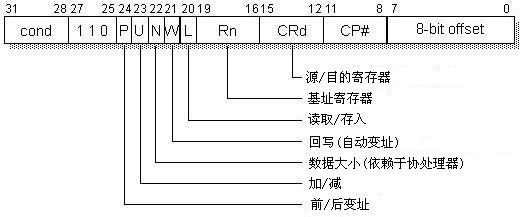 31 28 27 25 24 23 22 21 20 19 16 15 12 11 8 7 0
cond 1 1 0 P U N W L Rn CRd CP# 8-bit offset
源/目的寄存器
基址寄存器
读取/存入
回写(自动变址)
数据大小(依赖于协处理器)
加/减
前/后变址